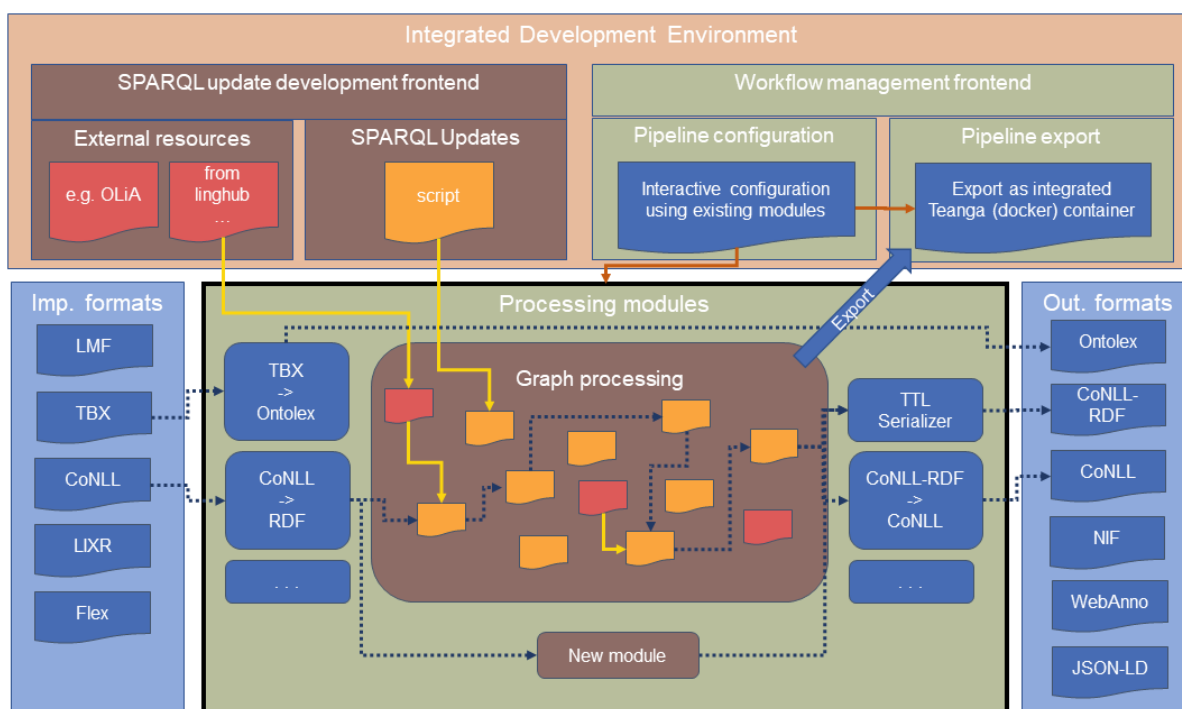 Integrated Development Environment
SPARQL update development frontend
Workflow management frontend
External resources
SPARQL Updates
Pipeline configuration
Pipeline export
e.g. OLiA
from
linghub
...
script
Interactive configuration
using existing modules
Export as integrated
Teanga (docker) container
Imp. formats
Processing modules
Export
Out. formats
LMF
TBX
CoNLL
LIXR
Flex
TBX
->
Ontolex
CoNLL
->
RDF
. . .
Graph processing
New module
TTL
Serializer
CoNLL-RDF
->
CoNLL
. . .
Ontolex
CoNLL-
RDF
CoNLL
NIF
WebAnno
JSON-LD